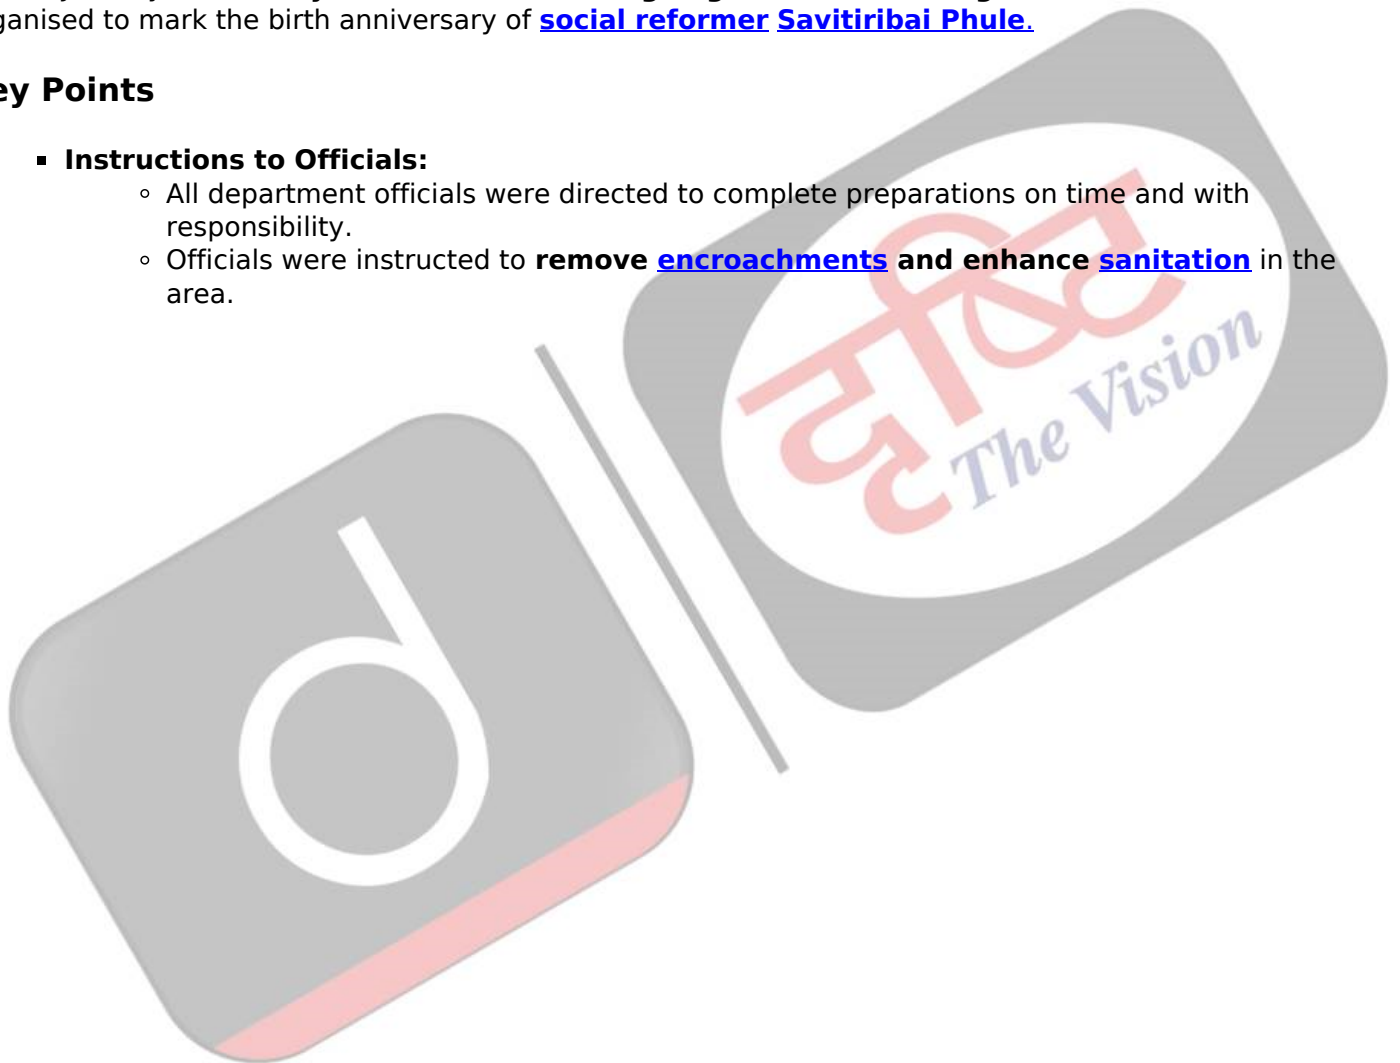 ganised to mark the birth anniversary of social reformer Savitiribai Phule.
ey Points
▪ Instructions to Officials:
◦ All department officials were directed to complete preparations on time and with
responsibility.
◦ Officials were instructed to remove encroachments and enhance sanitation in the
area.
दृष्टि
The Vision
d